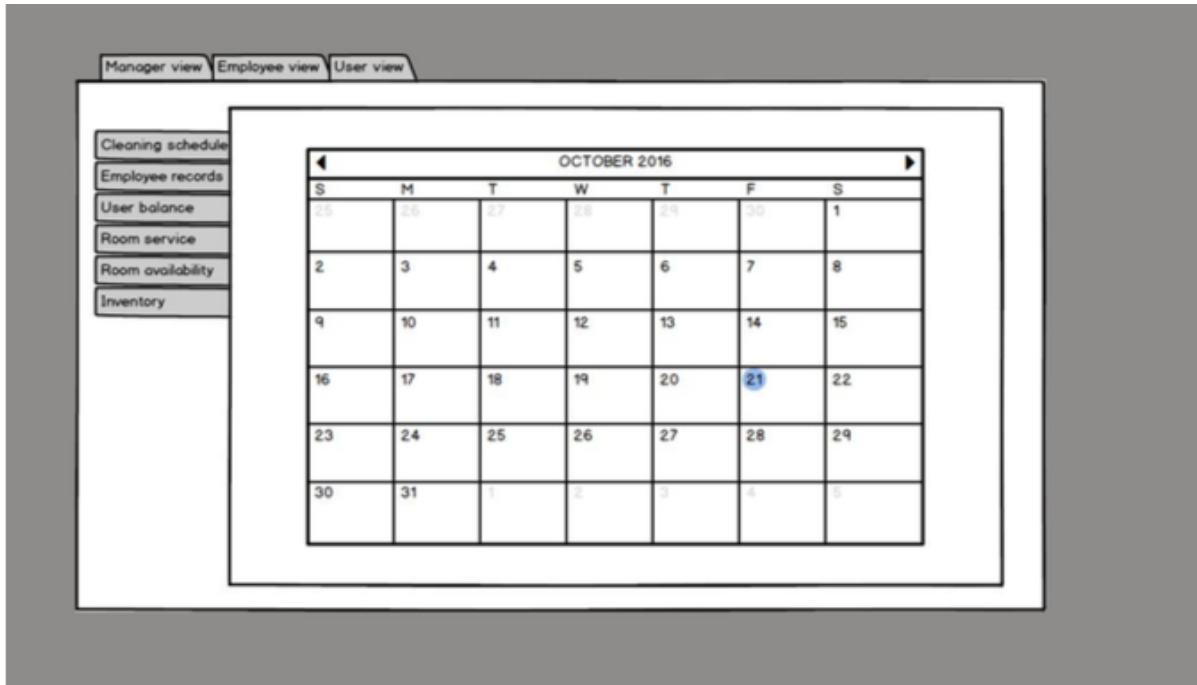 Manager view Employee view User view
Cleaning schedule
Employee records
User balance
Room service
Room availability
Inventory
OCTOBER 2016
S M T W T F S
25 26 27 28 29 30 1
2 3 4 5 6 7 8
9 10 11 12 13 14 15
16 17 18 19 20 21 22
23 24 25 26 27 28 29
30 31 1 2 3 4 5